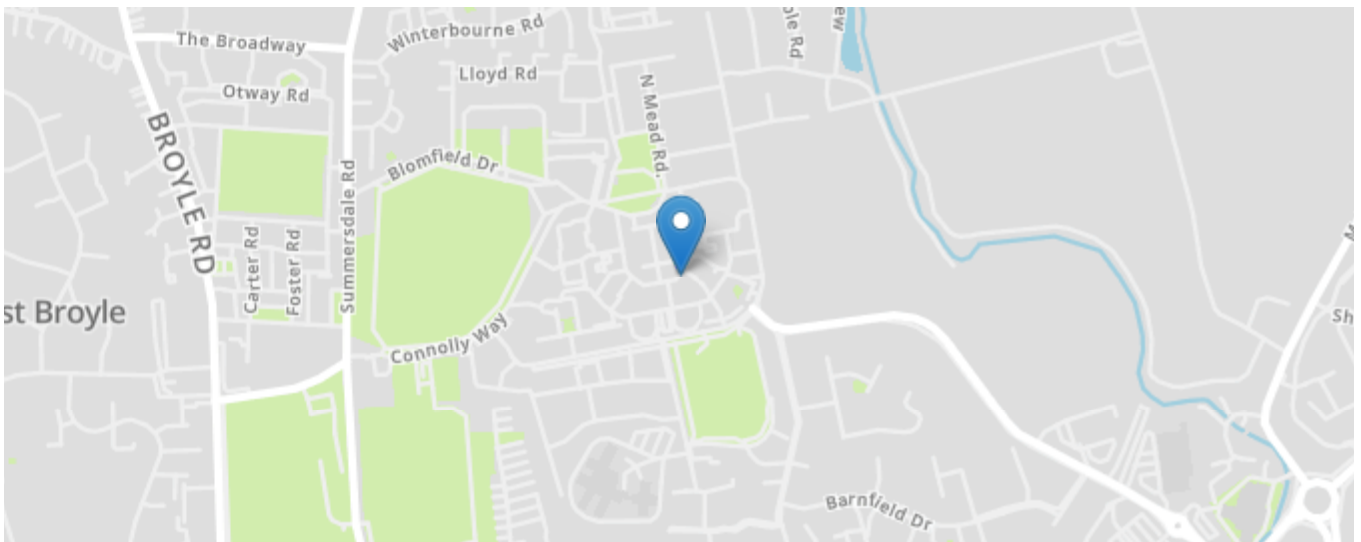 The Broadway
Winterbourne Rd
Lloyd Rd
Otway Rd
N Mead Rd.
BROYLE RD
Blomfield Dr
Summersdale Rd
Carter Rd
Foster Rd
st Broyle
Connolly Way
Barnfield Dr